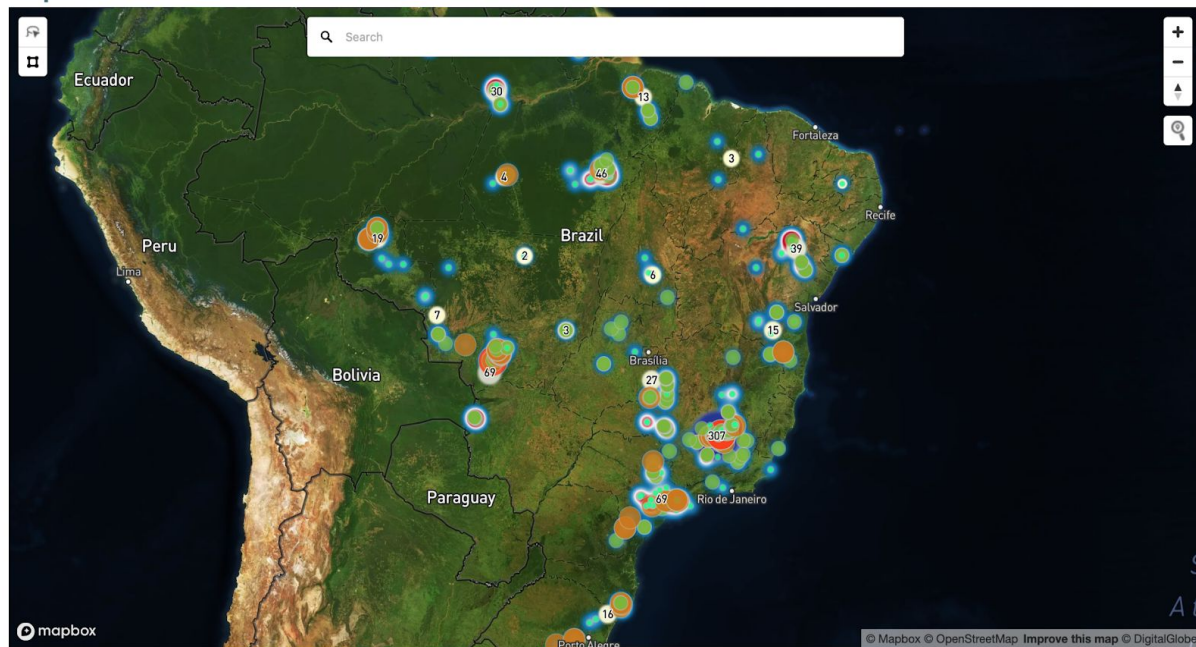 Search
Ecuador
30
13
Fortaleza
3
4
46
Recife
19
Brazil
39
Peru
2
Lima
6
Salvador
7
3
15
Brasília
69
27
Bolivia
307
Paraguay
69
Rio de Janeiro
16
Porto Alegre
mapbox
© Mapbox © OpenStreetMap Improve this map © DigitalGlobe